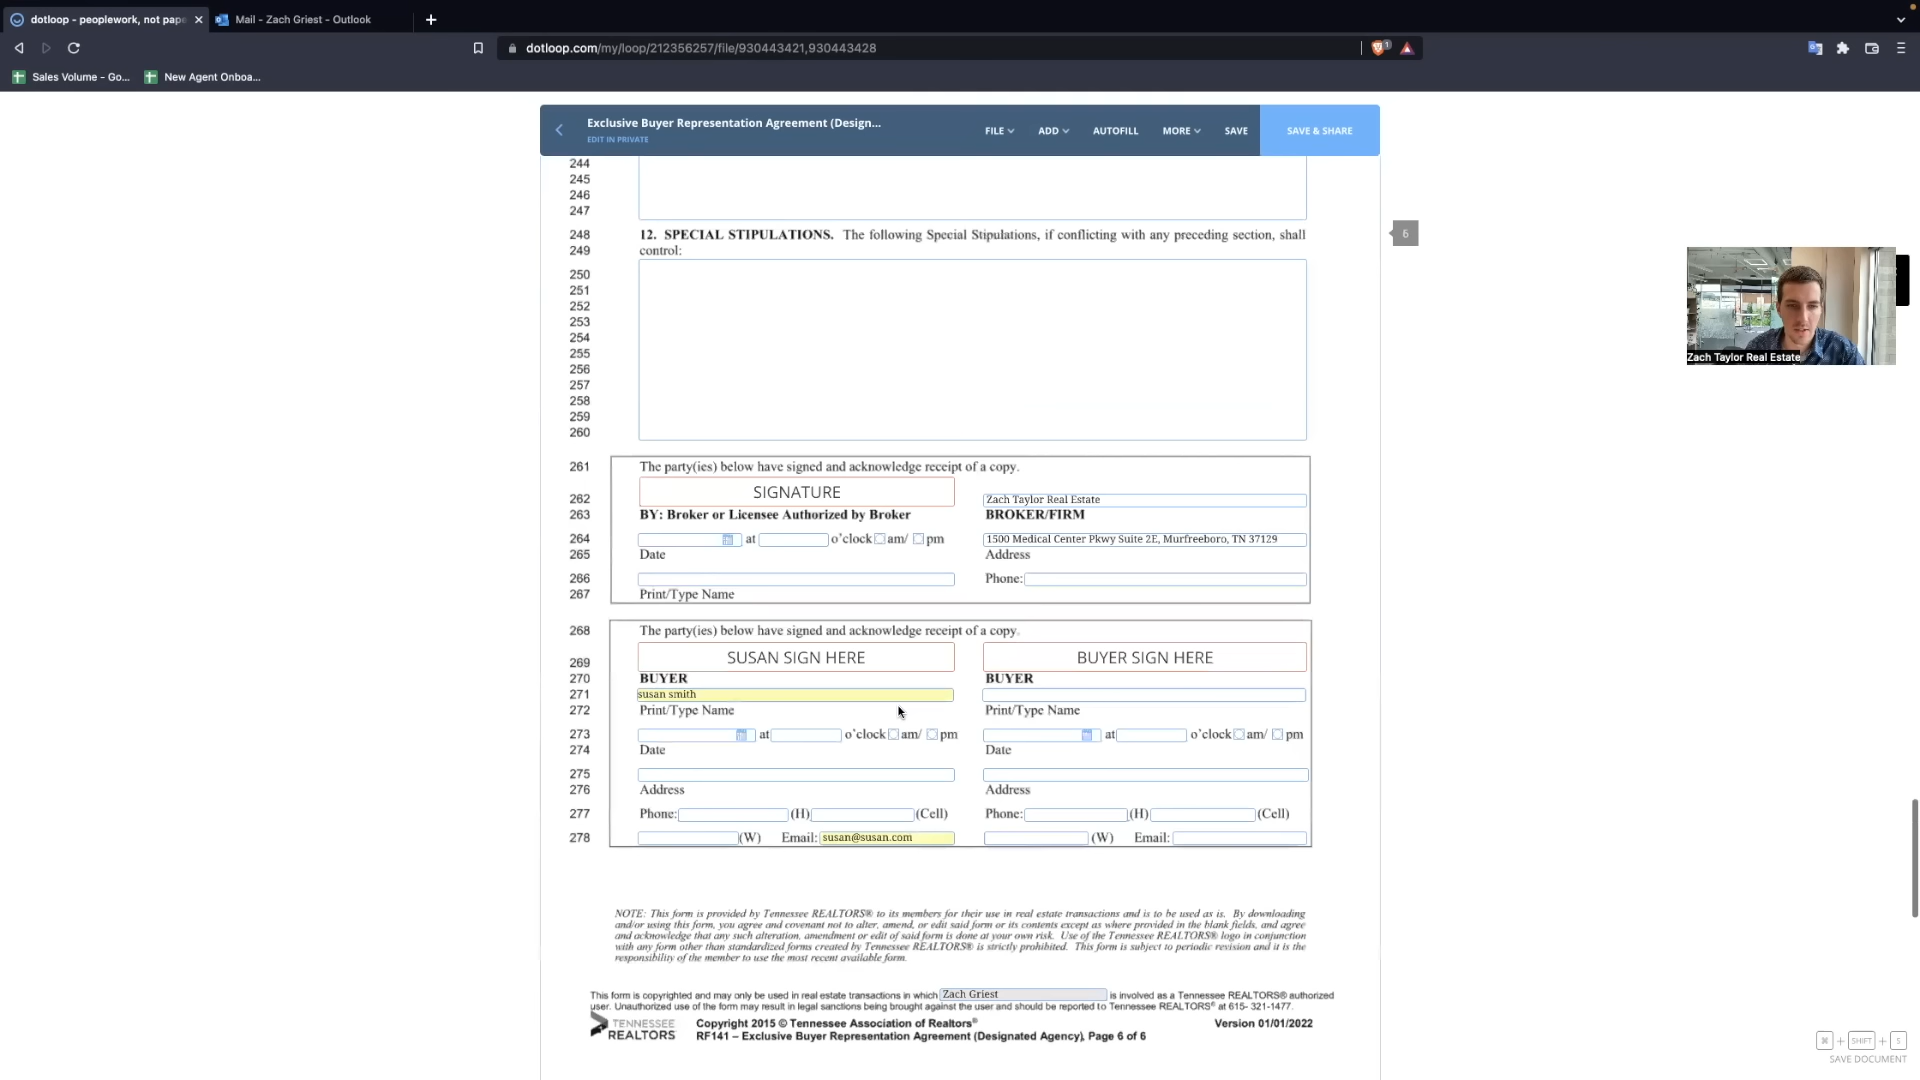 dotloop - peoplework, not pap
Mail - Zach Griest - Outlook
dotloop.com/my/loop/212356257/file/930443421,930443428
1
Sales Volume - Go...
New Agent Onboa...
Exclusive Buyer Representation Agreement (Design...
EDIT IN PRIVATE
FILE
ADD
AUTOFILL
MORE
SAVE
SAVE & SHARE
244
245
246
247
248 12. SPECIAL STIPULATIONS. The following Special Stipulations, if conflicting with any preceding section, shall
249 control:
6
250
251
252
253
254
255
256
257
258
259
260
Zach Taylor Real Estate
261 The party(ies) below have signed and acknowledge receipt of a copy.
SIGNATURE
262 Zach Taylor Real Estate
263 BY: Broker or Licensee Authorized by Broker BROKER/FIRM
264 at o'clock am/ pm 1500 Medical Center Pkwy Suite 2E, Murfreeboro, TN 37129
265 Date Address
266 Phone:
267 Print/Type Name
268 The party(ies) below have signed and acknowledge receipt of a copy.
269 SUSAN SIGN HERE BUYER SIGN HERE
270 BUYER BUYER
271 susan smith
272 Print/Type Name Print/Type Name
273 at o'clock am/ pm at o'clock am/ pm
274 Date Date
275
276 Address Address
277 Phone: (H) (Cell) Phone: (H) (Cell)
278 (W) Email: susan@susan.com (W) Email:
NOTE: This form is provided by Tennessee REALTORS® to its members for their use in real estate transactions and is to be used as is. By downloading
and/or using this form, you agree and covenant not to alter, amend, or edit said form or its contents except as where provided in the blank fields, and agree
and acknowledge that any such alteration, amendment or edit of said form is done at your own risk. Use of the Tennessee REALTORS® logo in conjunction
with any form other than standardized forms created by Tennessee REALTORS® is strictly prohibited. This form is subject to periodic revision and it is the
responsibility of the member to use the most recent available form.
This form is copyrighted and may only be used in real estate transactions in which Zach Griest is involved as a Tennessee REALTORS® authorized
user. Unauthorized use of the form may result in legal sanctions being brought against the user and should be reported to Tennessee REALTORS® at 615- 321-1477.
TENNESSEE
REALTORS
Copyright 2015 © Tennessee Association of Realtors® Version 01/01/2022
RF141 – Exclusive Buyer Representation Agreement (Designated Agency), Page 6 of 6
⌘ + SHIFT + S
SAVE DOCUMENT